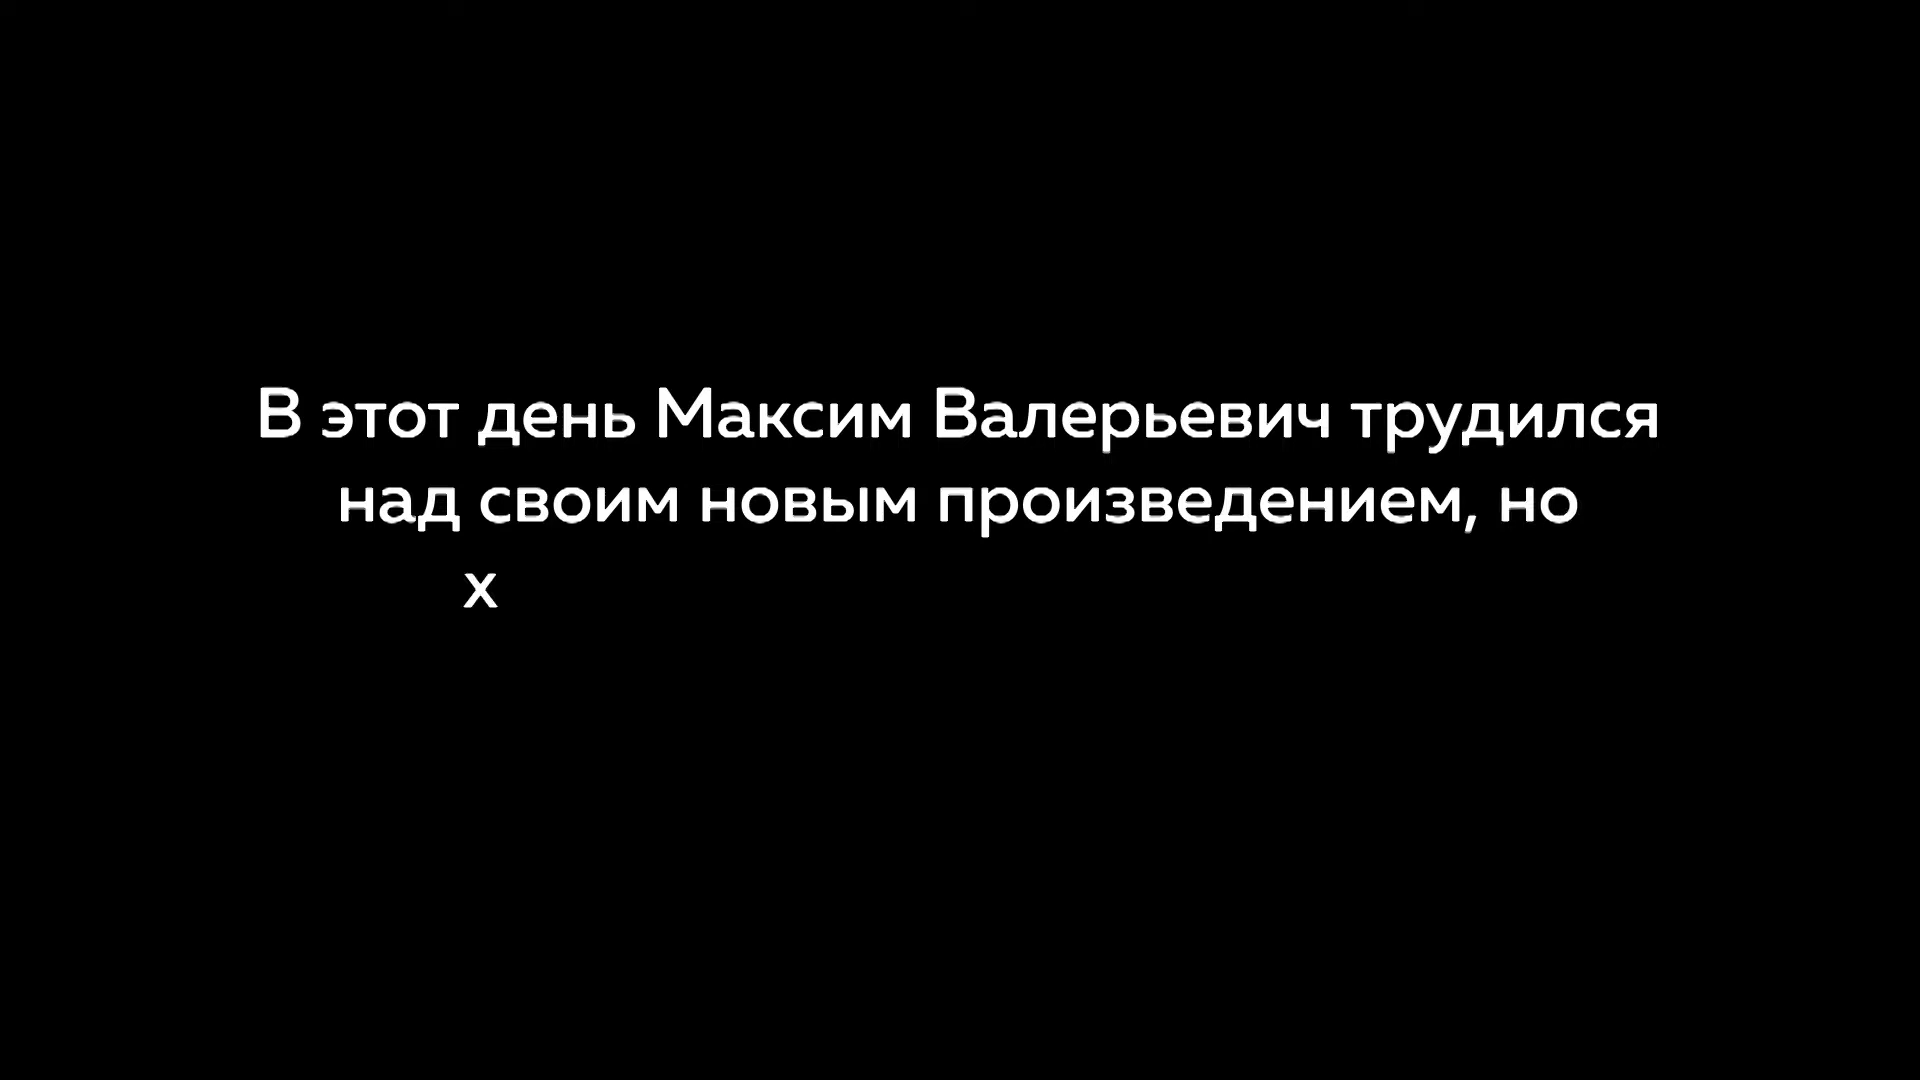 В этот день Максим Валерьевич трудился
над своим новым произведением, но
х